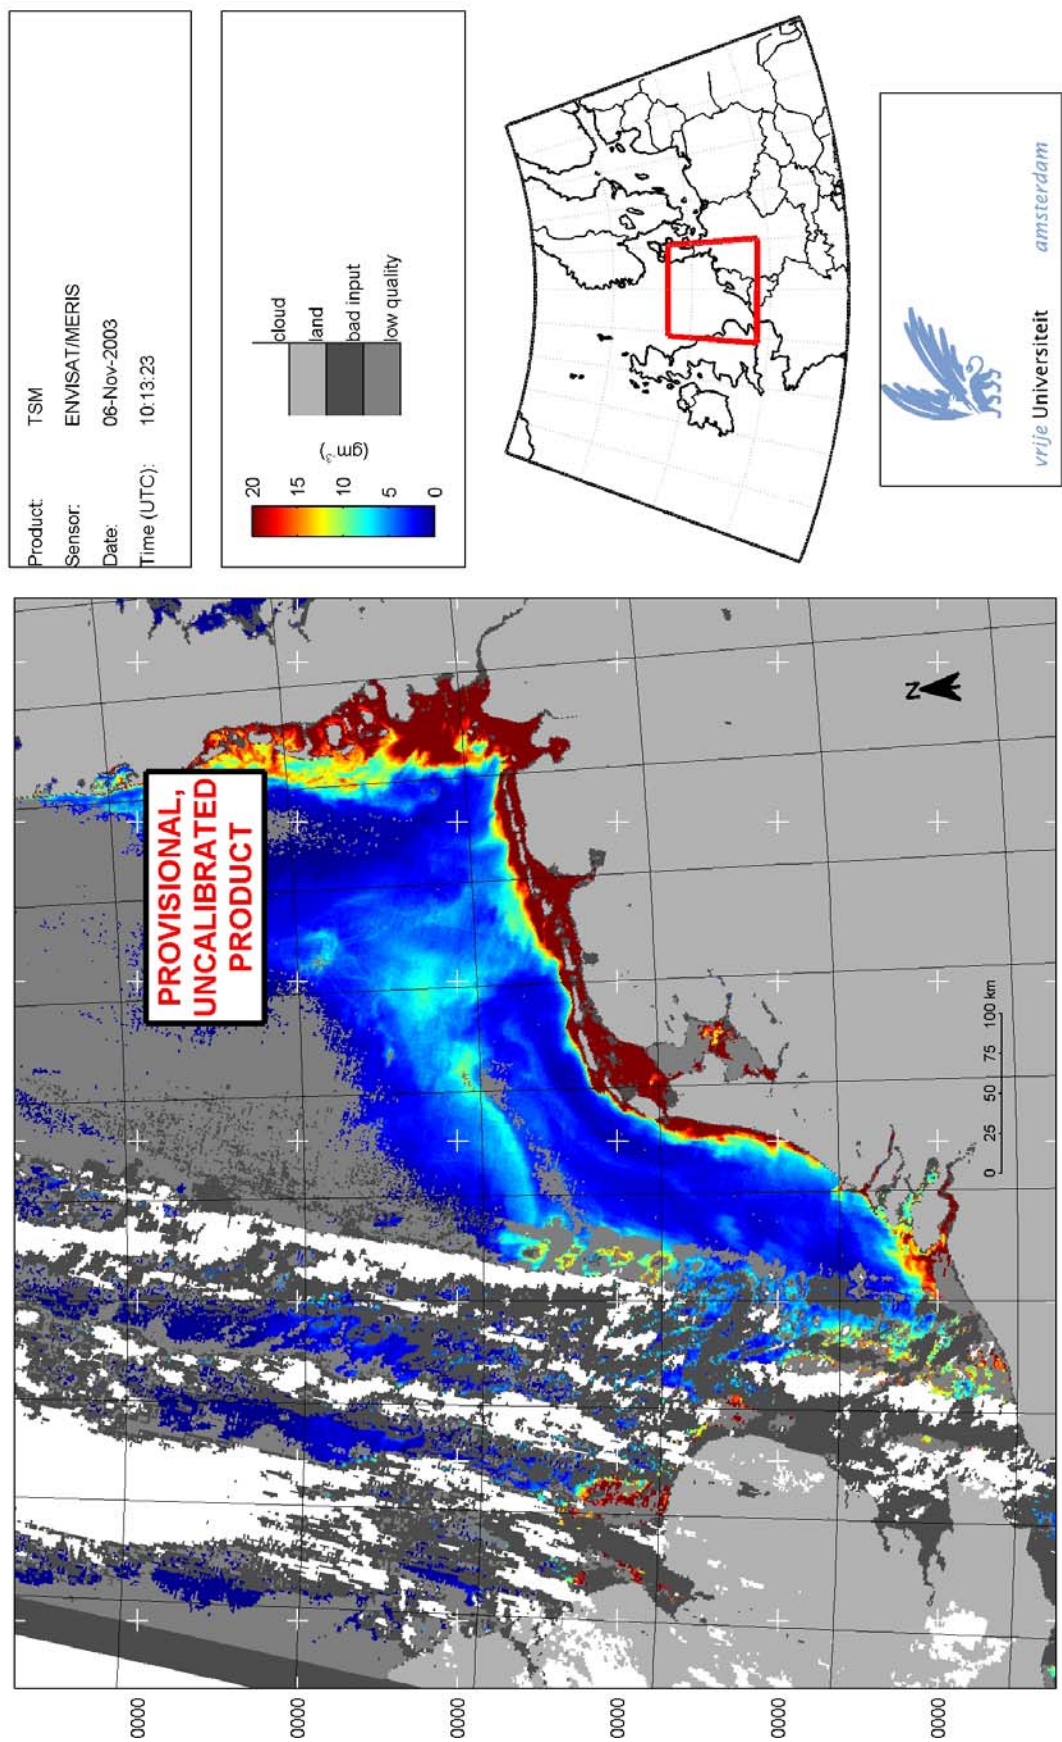 Product: TSM
Sensor: ENVISAT/MERIS
Date: 06-Nov-2003
Time (UTC): 10:13:23
20
15
10
5
0
(gm-3)
cloud
land
bad input
low quality
vrije Universiteit amsterdam
PROVISIONAL,
UNCALIBRATED
PRODUCT
N
0 25 50 75 100 km
0000
0000
0000
0000
0000
0000